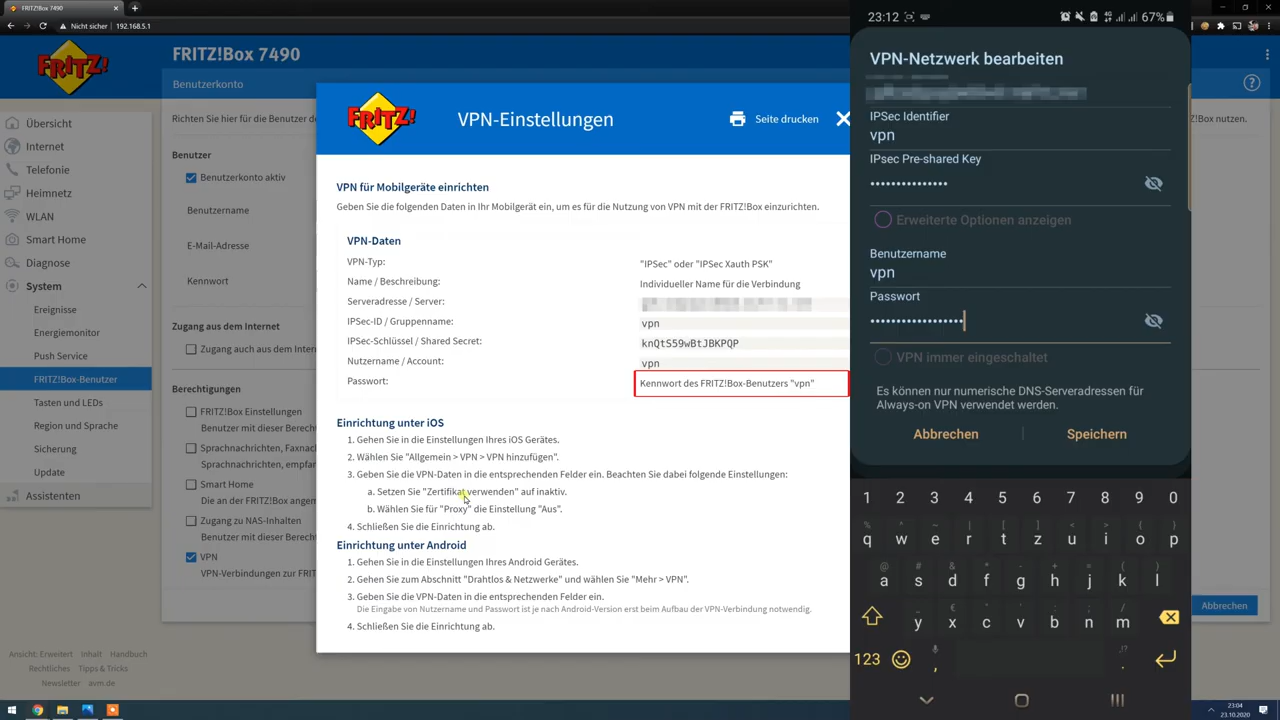 FRITZ!Box 7490
Nicht sicher
192.168.5.1
FRITZ!
FRITZ!Box 7490
Benutzerkonto
Richten Sie hier für die Benutzer de
Z!Box nutzen.
Übersicht
Internet
Telefonie
Heimnetz
WLAN
Smart Home
Diagnose
System
Ereignisse
Energiemonitor
Push Service
FRITZ!Box-Benutzer
Tasten und LEDs
Region und Sprache
Sicherung
Update
Assistenten
Ansicht: Erweitert Inhalt Handbuch
Rechtliches Tipps & Tricks
Newsletter avm.de
Benutzer
Benutzerkonto aktiv
Benutzername
E-Mail-Adresse
Kennwort
Zugang aus dem Internet
Zugang auch aus dem Intern
Berechtigungen
FRITZ!Box Einstellungen
Benutzer mit dieser Berec
Sprachnachrichten, Faxnach
Sprachnachrichten, Faxna
Smart Home
Die an der FRITZ!Box angem
Zugang zu NAS-Inhalten
Benutzer mit dieser Berec
VPN
VPN-Verbindungen zur FRI
Abbrechen
FRITZ!
VPN-Einstellungen
Seite drucken
VPN für Mobilgeräte einrichten
Geben Sie die folgenden Daten in Ihr Mobilgerät ein, um es für die Nutzung von VPN mit der FRITZ!Box einzurichten.
VPN-Daten
VPN-Typ: "IPSec" oder "IPSec Xauth PSK"
Name / Beschreibung: Individueller Name für die Verbindung
Serveradresse / Server:
IPSec-ID / Gruppenname: vpn
IPSec-Schlüssel / Shared Secret: knQtS59wBtJBKPQP
Nutzername / Account: vpn
Passwort: Kennwort des FRITZ!Box-Benutzers "vpn"
Einrichtung unter iOS
1. Gehen Sie in die Einstellungen Ihres iOS Gerätes.
2. Wählen Sie "Allgemein > VPN > VPN hinzufügen".
3. Geben Sie die VPN-Daten in die entsprechenden Felder ein. Beachten Sie dabei folgende Einstellungen:
a. Setzen Sie "Zertifikat verwenden" auf inaktiv.
b. Wählen Sie für "Proxy" die Einstellung "Aus".
4. Schließen Sie die Einrichtung ab.
Einrichtung unter Android
1. Gehen Sie in die Einstellungen Ihres Android Gerätes.
2. Gehen Sie zum Abschnitt "Drahtlos & Netzwerke" und wählen Sie "Mehr > VPN".
3. Geben Sie die VPN-Daten in die entsprechenden Felder ein.
Die Eingabe von Nutzername und Passwort ist je nach Android-Version erst beim Aufbau der VPN-Verbindung notwendig.
4. Schließen Sie die Einrichtung ab.
23:12 4G 67%
VPN-Netzwerk bearbeiten
IPSec Identifier
vpn
IPsec Pre-shared Key
•••••••••••••••
Erweiterte Optionen anzeigen
Benutzername
vpn
Passwort
••••••••••••••••••
VPN immer eingeschaltet
Es können nur numerische DNS-Serveradressen für
Always-on VPN verwendet werden.
Abbrechen Speichern
1 2 3 4 5 6 7 8 9 0
q w e r t z u i o p
a s d f g h j k l
y x c v b n m
123 , .
23:04
23.10.2020